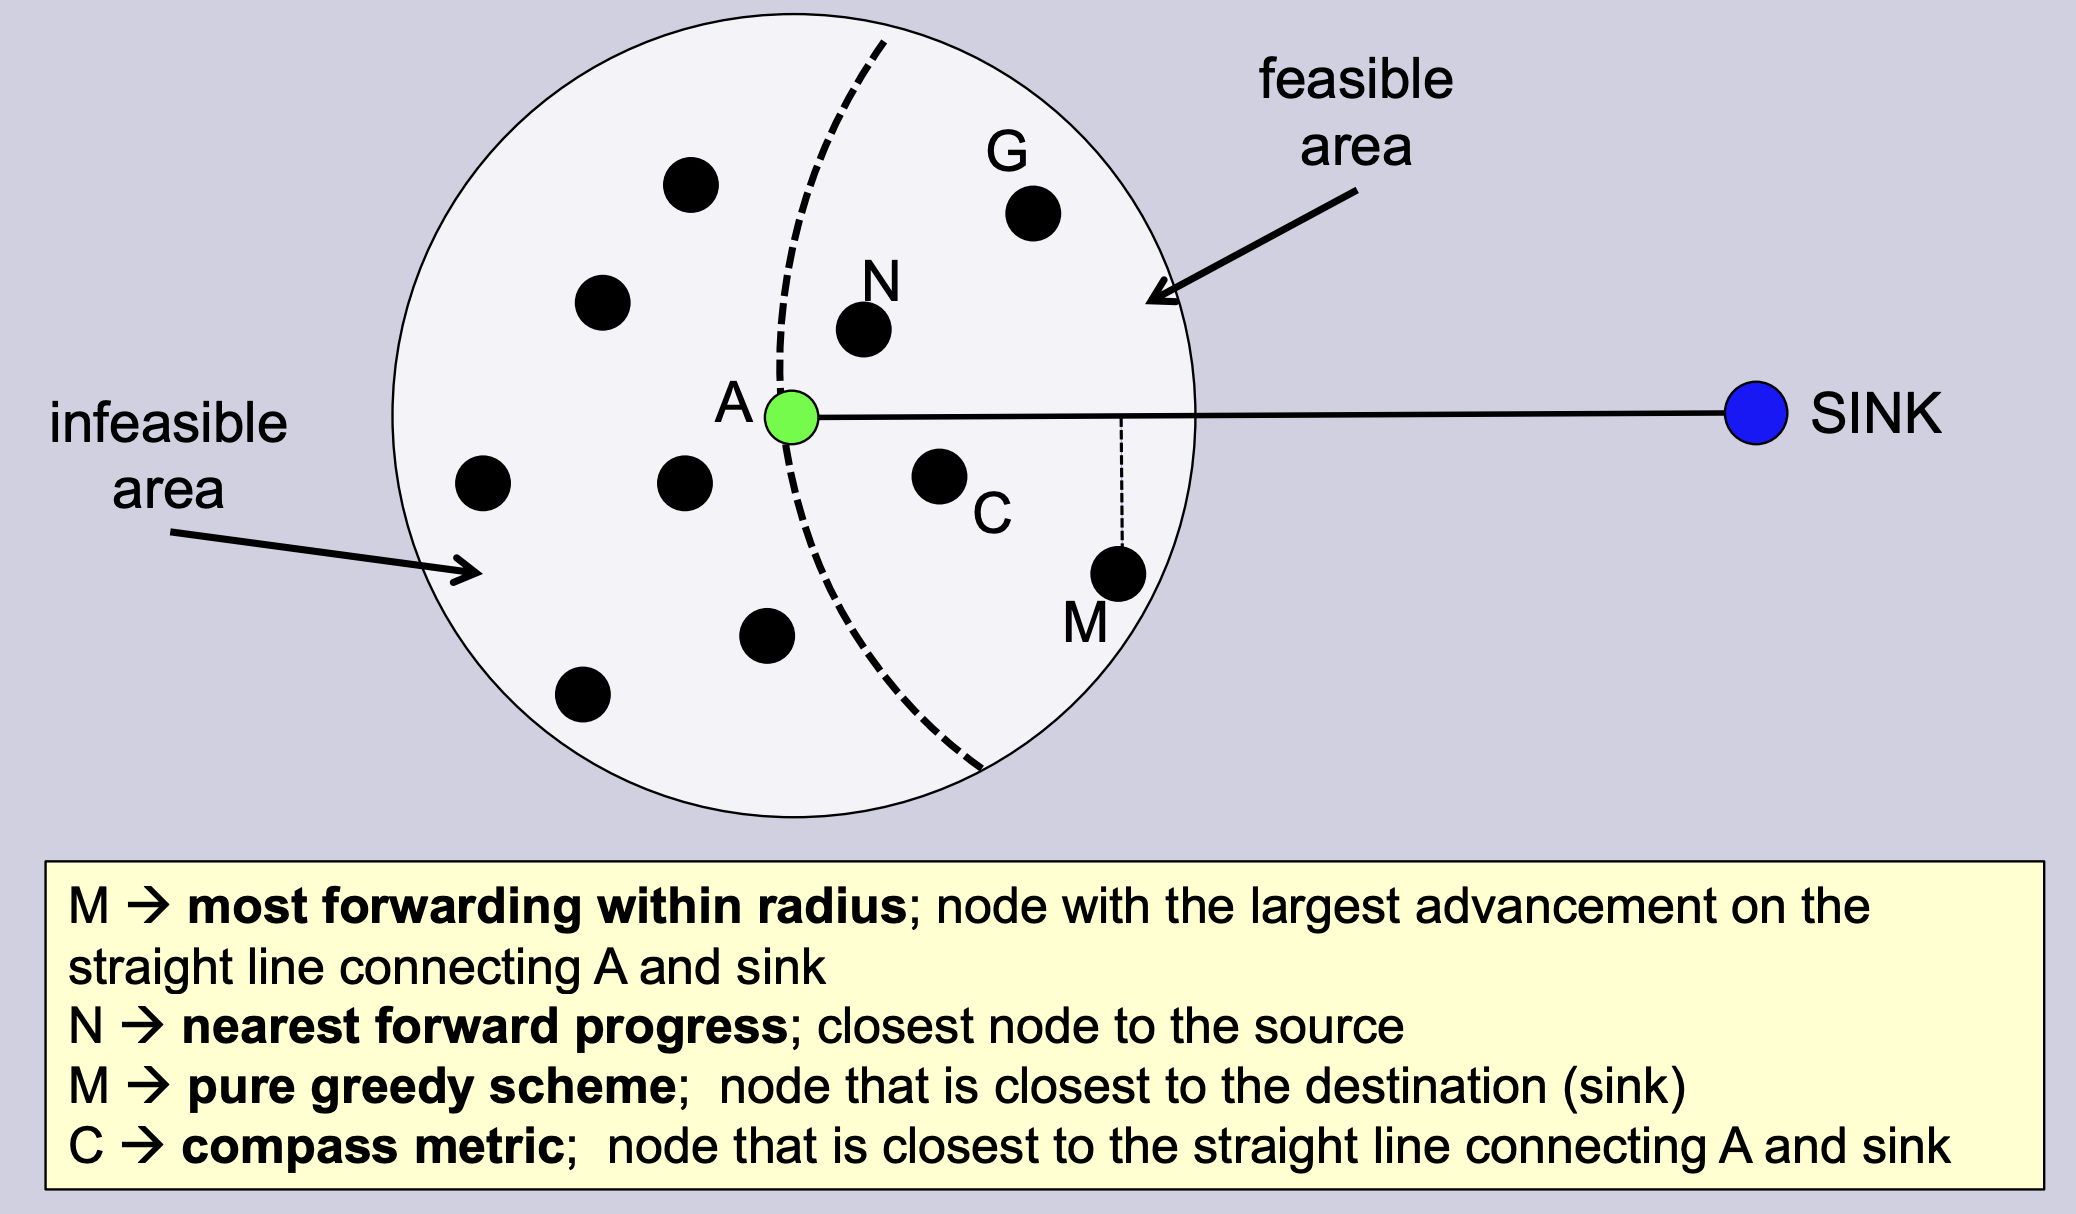 feasible
area
G
N
A
SINK
infeasible
area
C
M
M → most forwarding within radius; node with the largest advancement on the
straight line connecting A and sink
N → nearest forward progress; closest node to the source
M → pure greedy scheme;  node that is closest to the destination (sink)
C → compass metric;  node that is closest to the straight line connecting A and sink